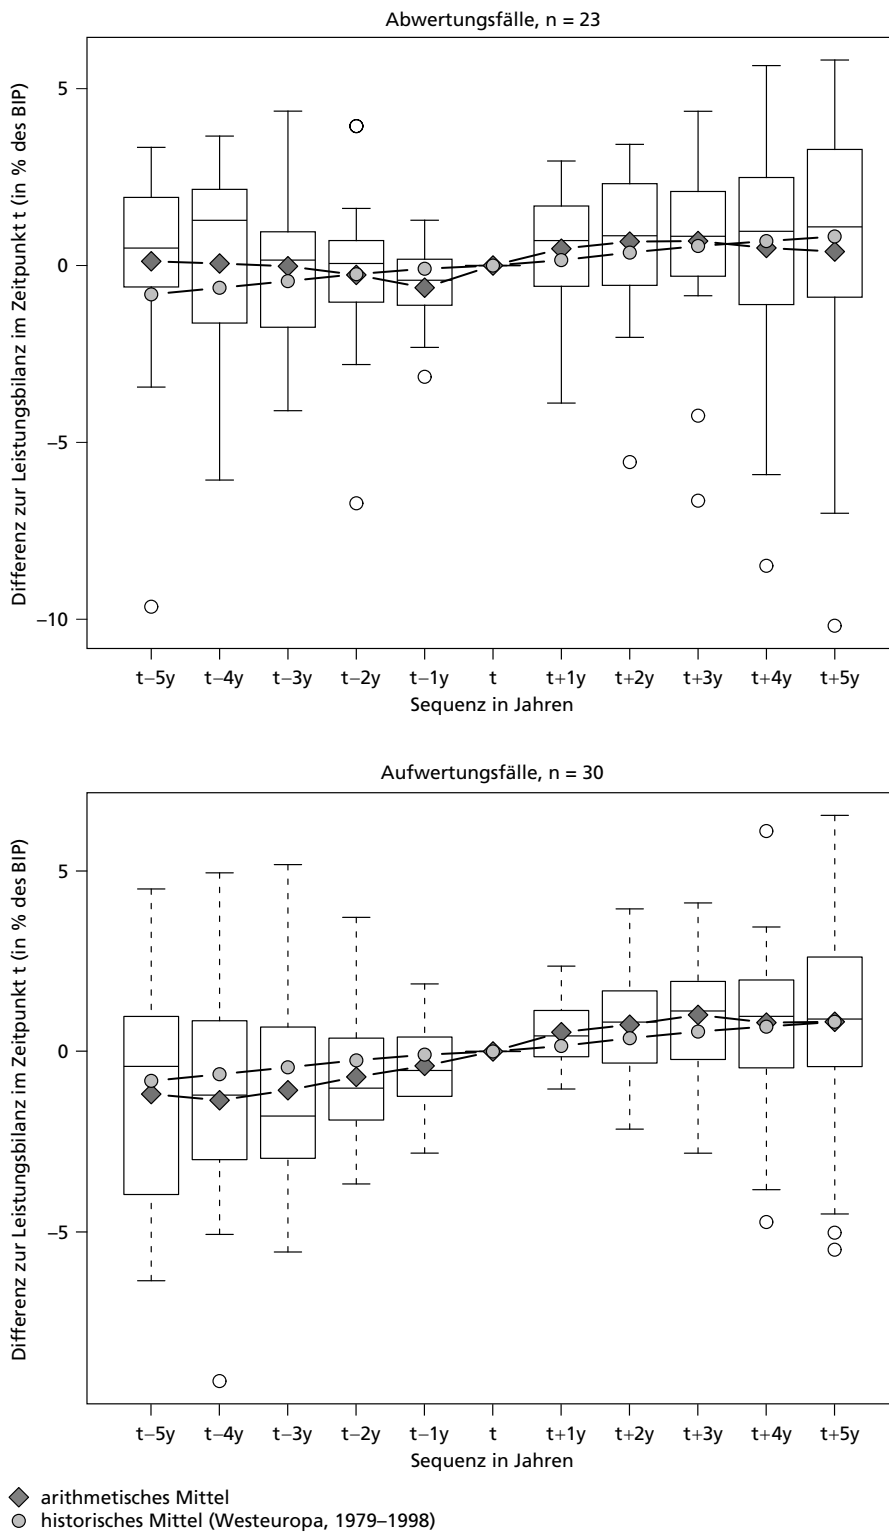 Abwertungsfälle, n = 23
Differenz zur Leistungsbilanz im Zeitpunkt t (in % des BIP)
5
0
−5
−10
t−5y t−4y t−3y t−2y t−1y t t+1y t+2y t+3y t+4y t+5y
Sequenz in Jahren
Aufwertungsfälle, n = 30
Differenz zur Leistungsbilanz im Zeitpunkt t (in % des BIP)
5
0
−5
t−5y t−4y t−3y t−2y t−1y t t+1y t+2y t+3y t+4y t+5y
Sequenz in Jahren
arithmetisches Mittel
historisches Mittel (Westeuropa, 1979–1998)